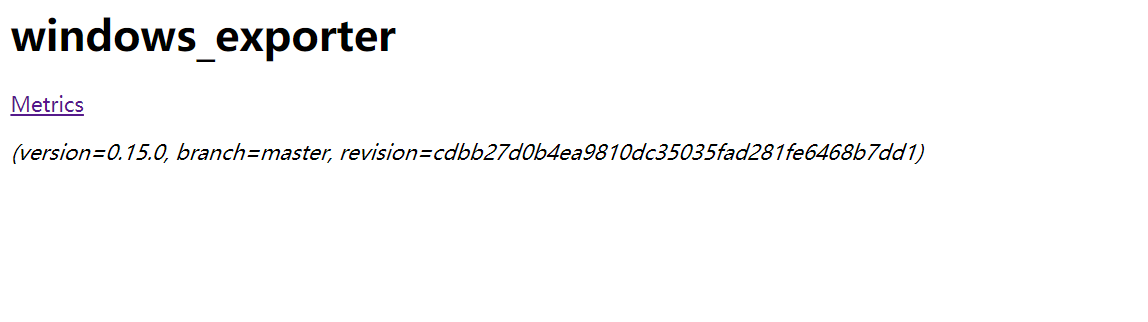 windows_exporter
Metrics
(version=0.15.0, branch=master, revision=cdbb27d0b4ea9810dc35035fad281fe6468b7dd1)